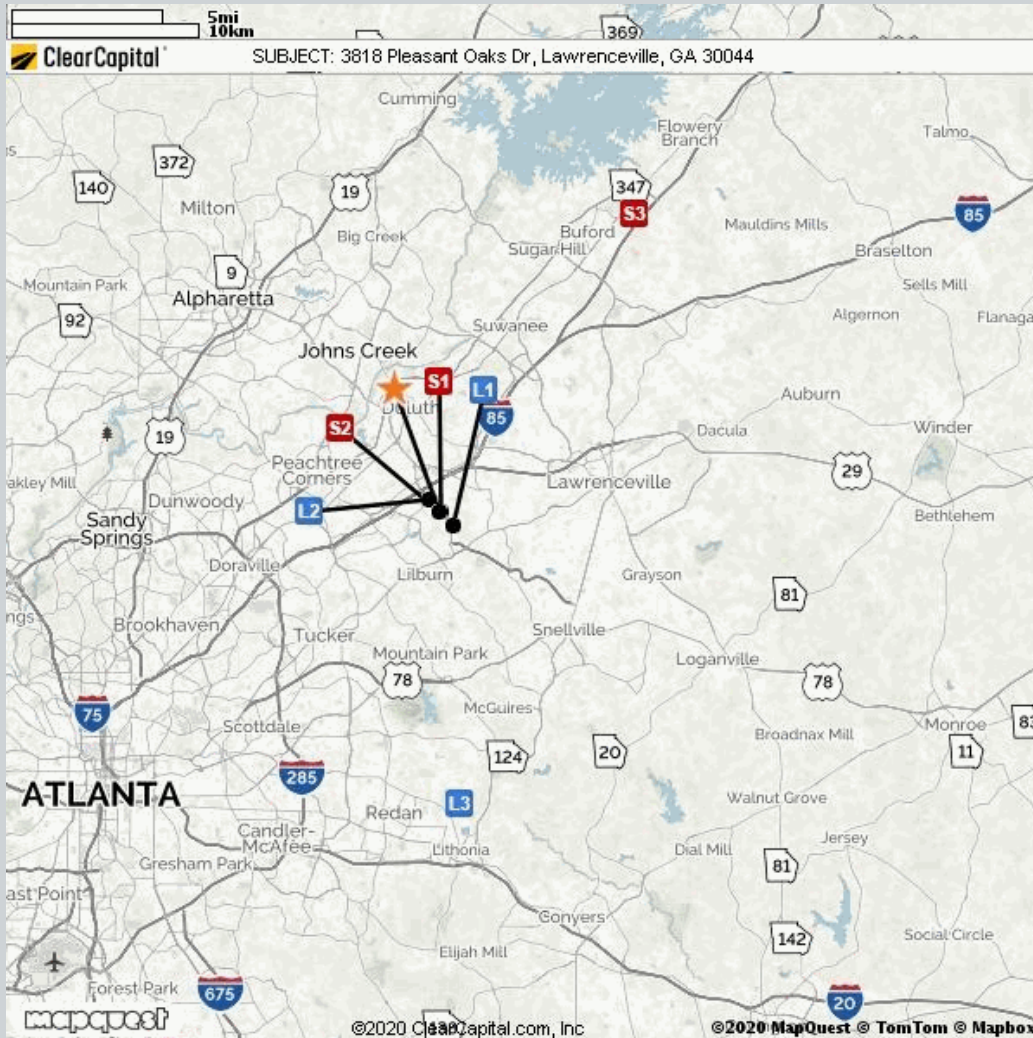 5mi
10km
369
ClearCapital
SUBJECT: 3818 Pleasant Oaks Dr, Lawrenceville, GA 30044
Cumming
Flowery
Branch
Talmo
372
140
19
347
S3
85
Milton
Big Creek
Buford
Sugar Hill
Mauldins Mills
Braselton
9
Mountain Park
Alpharetta
Sells Mill
92
Suwanee
Algernon
Flanaga
Johns Creek
S1
L1
Duluth
85
Auburn
S2
19
Dacula
Winder
Peachtree
Corners
29
oakley Mill
Dunwoody
Lawrenceville
L2
Bethlehem
Sandy
Springs
Doraville
Lilburn
Grayson
81
ngs
Brookhaven
Tucker
Snellville
Mountain Park
Loganville
78
78
75
McGuires
Scottdale
Monroe
83
124
20
Broadnax Mill
11
285
ATLANTA
L3
Redan
Walnut Grove
Candler-
McAfee
Lithonia
Dial Mill
Jersey
Gresham Park
81
ast Point
Conyers
142
Social Circle
Elijah Mill
Forest Park
675
20
mapquest
©2020 ClearCapital.com, Inc
©2020 MapQuest © TomTom © Mapbox